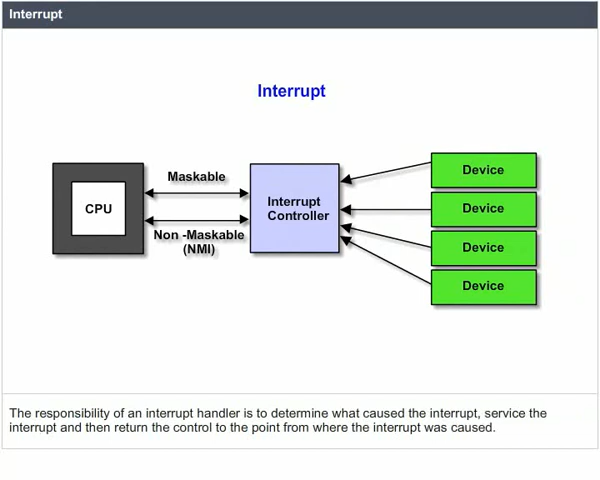 Interrupt
Interrupt
Maskable
CPU
Non -Maskable
(NMI)
Interrupt
Controller
Device
Device
Device
Device
The responsibility of an interrupt handler is to determine what caused the interrupt, service the
interrupt and then return the control to the point from where the interrupt was caused.